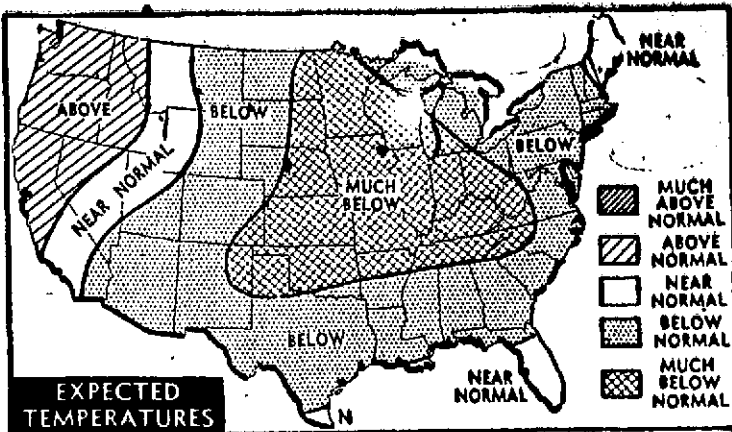 NEAR
NORMAL
ABOVE
BELOW
BELOW
NEAR NORMAL
MUCH
BELOW
MUCH
ABOVE
NORMAL
ABOVE
NORMAL
NEAR
NORMAL
BELOW
NORMAL
MUCH
BELOW
NORMAL
BELOW
NEAR
NORMAL
N
EXPECTED
TEMPERATURES